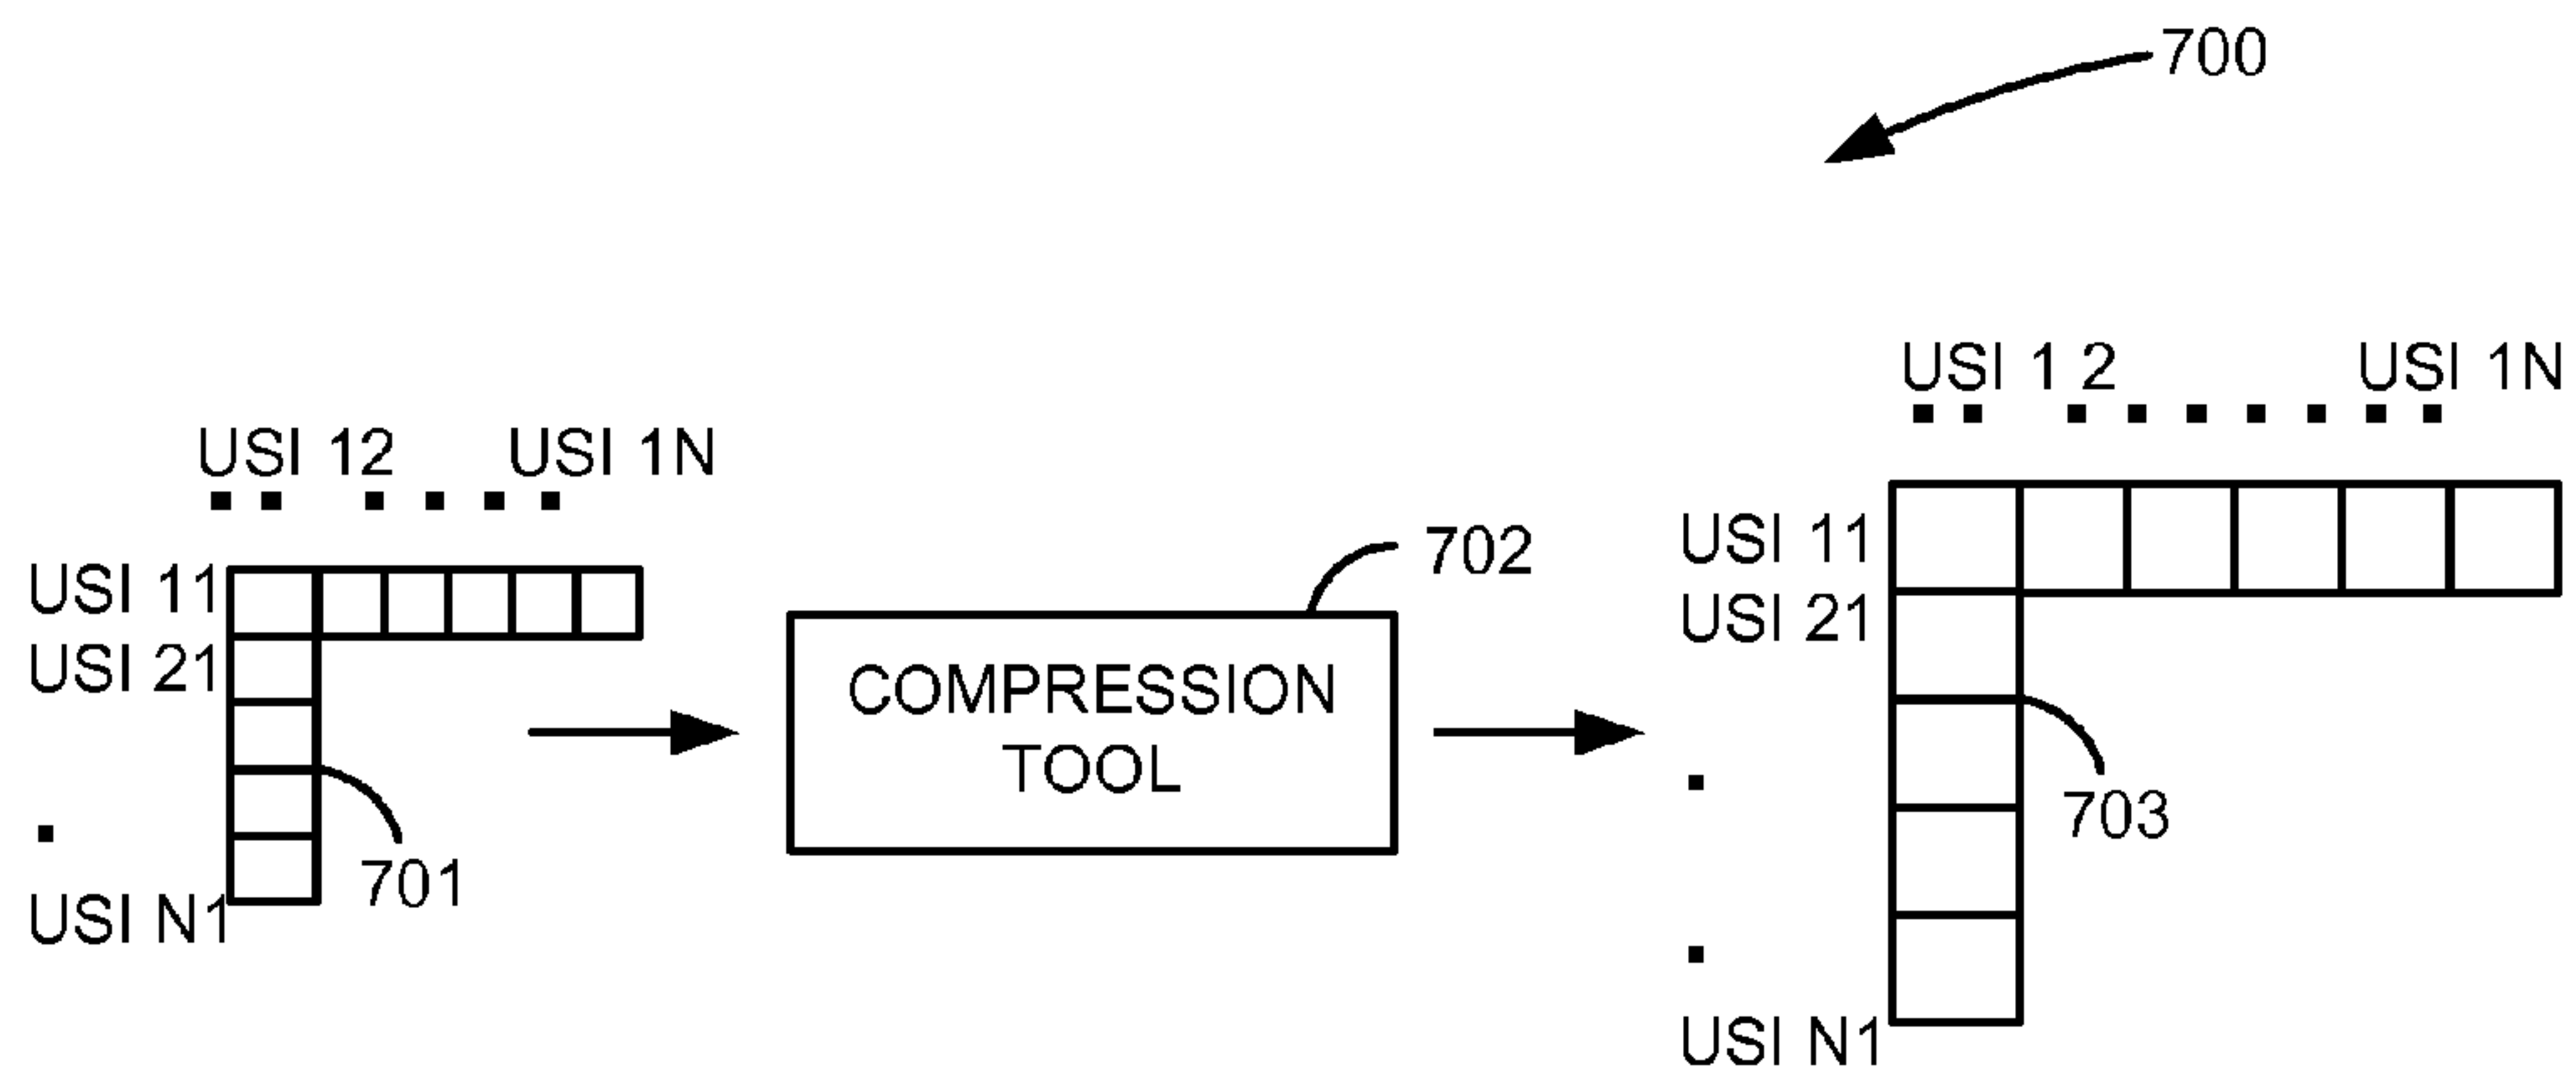 700
USI 12 USI 1N
USI 11
USI 21
USI N1
701
702
COMPRESSION
TOOL
USI 1 2 USI 1N
USI 11
USI 21
USI N1
703